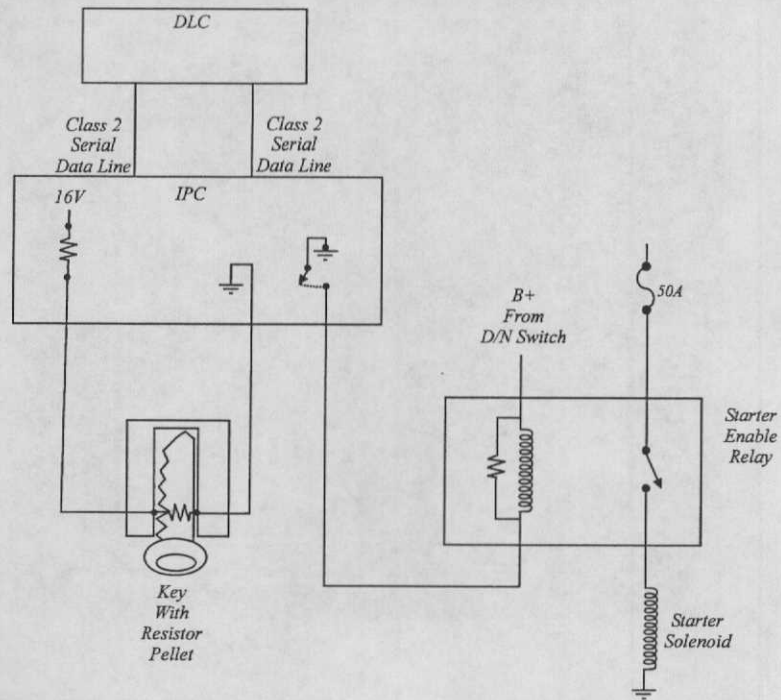 DLC
Class 2
Serial
Data Line
Class 2
Serial
Data Line
16V
IPC
B+
From
D/N Switch
50A
Starter
Enable
Relay
Key
With
Resistor
Pellet
Starter
Solenoid